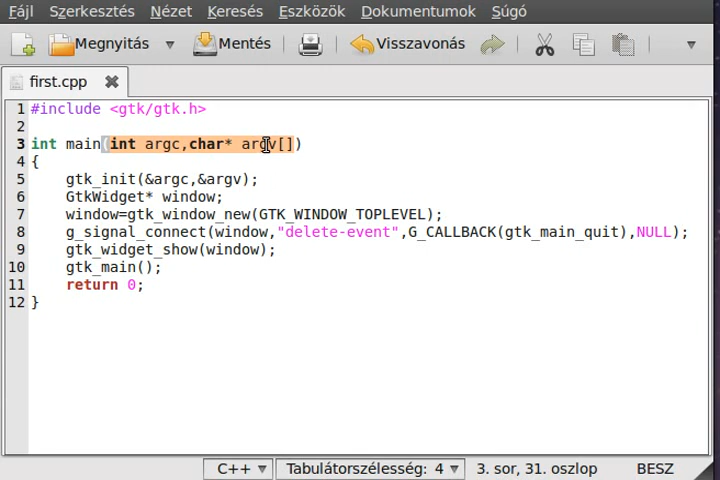 Fájl Szerkesztés Nézet Keresés Eszközök Dokumentumok Súgó
Megnyitás Mentés Visszavonás
first.cpp
1 #include <gtk/gtk.h>
2
3 int main(int argc,char* argv[])
4 {
5     gtk_init(&argc,&argv);
6     GtkWidget* window;
7     window=gtk_window_new(GTK_WINDOW_TOPLEVEL);
8     g_signal_connect(window,"delete-event",G_CALLBACK(gtk_main_quit),NULL);
9     gtk_widget_show(window);
10     gtk_main();
11     return 0;
12 }
C++ Tabulátorszélesség: 4 3. sor, 31. oszlop BESZ